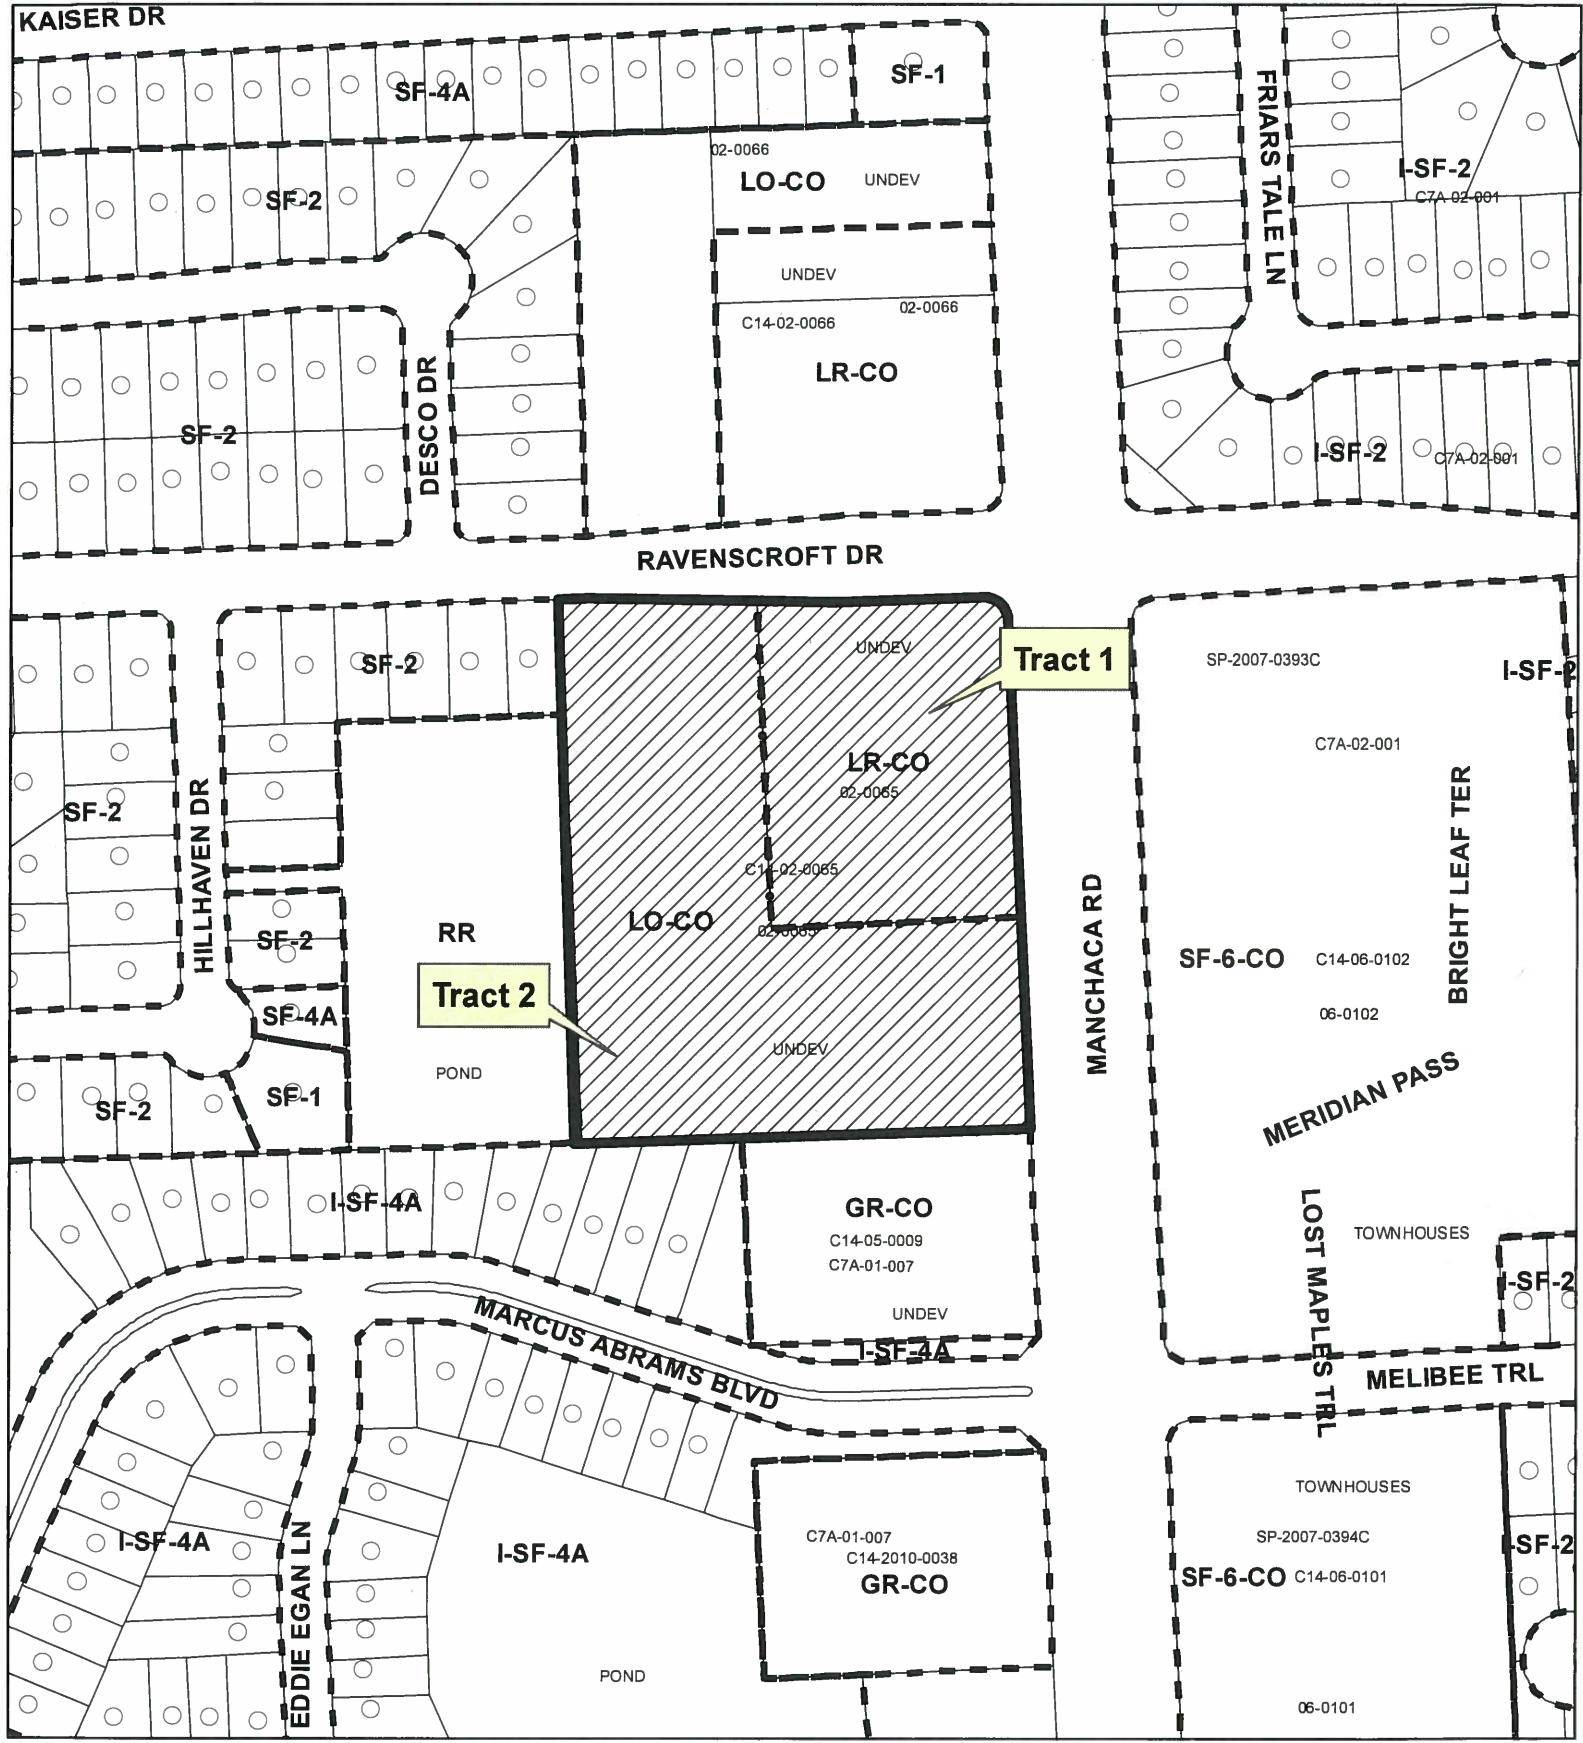 KAISER DR
SF-4A
SF-1
FRIARS TALE LN
02-0066
LO-CO
UNDEV
I-SF-2
C7A-02-001
SF-2
UNDEV
02-0066
C14-02-0066
LR-CO
DESCO DR
SF-2
I-SF-2
C7A-02-001
RAVENSCROFT DR
SF-2
UNDEV
Tract 1
SP-2007-0393C
I-SF-2
C7A-02-001
LR-CO
02-0065
SF-2
HILLHAVEN DR
C14-02-0065
MANCHACA RD
BRIGHT LEAF TER
LO-CO
02-0065
RR
SF-2
SF-6-CO
C14-06-0102
06-0102
Tract 2
SF-4A
UNDEV
POND
SF-1
SF-2
MERIDIAN PASS
I-SF-4A
GR-CO
C14-05-0009
C7A-01-007
UNDEV
LOST MAPLES TRL
TOWNHOUSES
I-SF-2
MARCUS ABRAMS BLVD
I-SF-4A
MELIBEE TRL
TOWNHOUSES
I-SF-4A
EDDIE EGAN LN
I-SF-4A
C7A-01-007
C14-2010-0038
GR-CO
SP-2007-0394C
SF-6-CO
C14-06-0101
I-SF-2
POND
06-0101